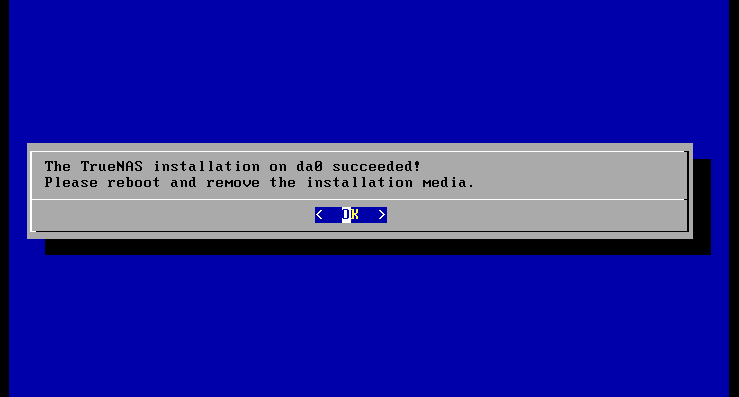 The TrueNAS installation on da0 succeeded!
Please reboot and remove the installation media.
< OK >